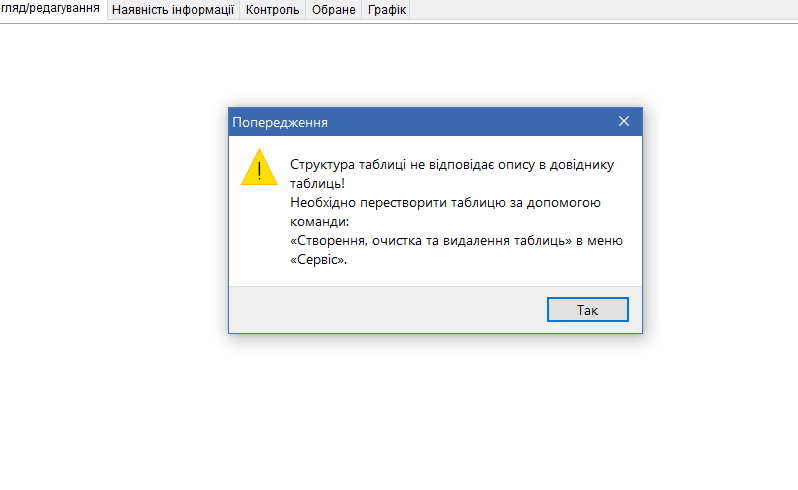 гляд/редагування Наявність інформації Контроль Обране Графік
Попередження
Структура таблиці не відповідає опису в довіднику
таблиць!
Необхідно перестворити таблицю за допомогою
команди:
«Створення, очистка та видалення таблиць» в меню
«Сервіс».
Так